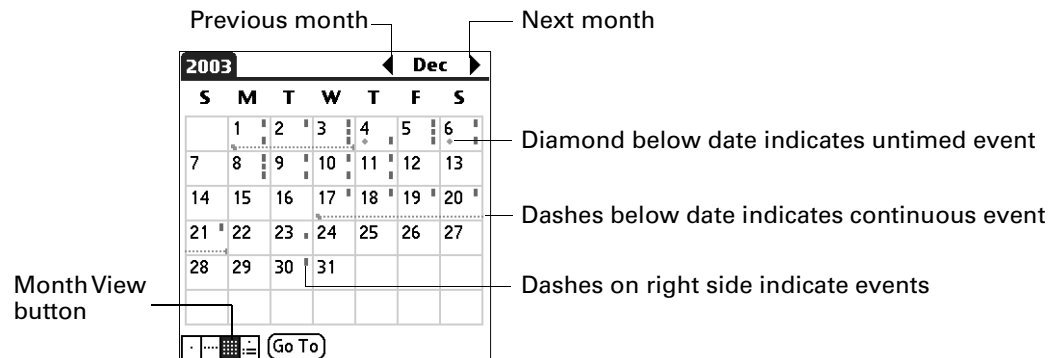 Previous month
Next month
2003 Dec
S M T W T F S
1 2 3 4 5 6
Diamond below date indicates untimed event
7 8 9 10 11 12 13
14 15 16 17 18 19 20
Dashes below date indicates continuous event
21 22 23 24 25 26 27
28 29 30 31
Dashes on right side indicate events
Month View
button
Go To